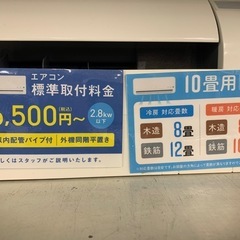 エアコン
標準取付料金
,500円～
(税込)
2.8kw
以下
内配管パイプ付
外機同階平置き
しくはスタッフがご説明いたします。
10畳用
冷房 対応畳数
木造 8畳
鉄筋 12畳
暖房 対応
木造
鉄筋